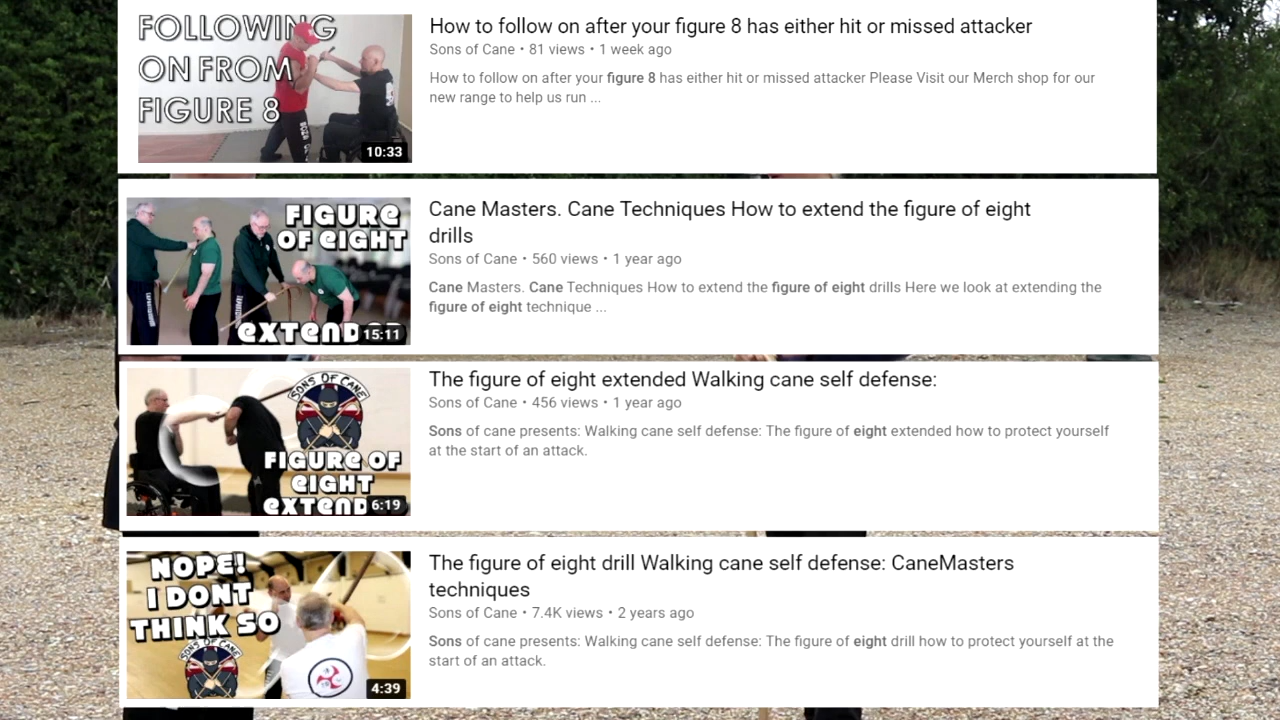 FOLLOWING
ON FROM
FIGURE 8
10:33
How to follow on after your figure 8 has either hit or missed attacker
Sons of Cane • 81 views • 1 week ago
How to follow on after your figure 8 has either hit or missed attacker Please Visit our Merch shop for our
new range to help us run ...
FIGURE
OF EIGHT
EXTEND
15:11
Cane Masters. Cane Techniques How to extend the figure of eight
drills
Sons of Cane • 560 views • 1 year ago
Cane Masters. Cane Techniques How to extend the figure of eight drills Here we look at extending the
figure of eight technique ...
SONS OF CANE
FIGURE OF
EIGHT
EXTEND
6:19
The figure of eight extended Walking cane self defense:
Sons of Cane • 456 views • 1 year ago
Sons of cane presents: Walking cane self defense: The figure of eight extended how to protect yourself
at the start of an attack.
NOPE!
I DONT
THINK SO
SONS OF CANE
4:39
The figure of eight drill Walking cane self defense: CaneMasters
techniques
Sons of Cane • 7.4K views • 2 years ago
Sons of cane presents: Walking cane self defense: The figure of eight drill how to protect yourself at the
start of an attack.